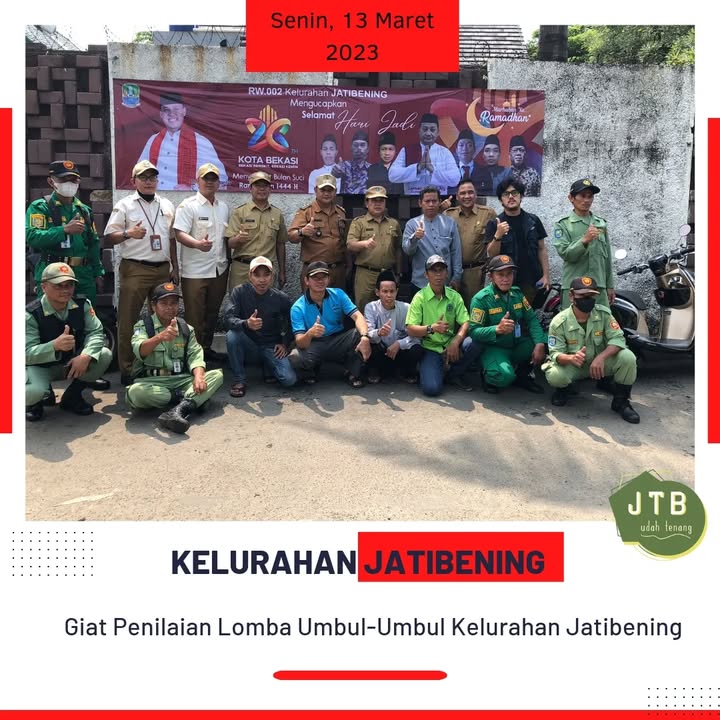 Senin, 13 Maret
2023
RW.002 Kelurahan JATIBENING
Mengucapkan
Selamat Hari Jadi
Ramadhan
26
KOTA BEKASI
JTB
udah tenang
KELURAHAN JATIBENING
Giat Penilaian Lomba Umbul-Umbul Kelurahan Jatibening